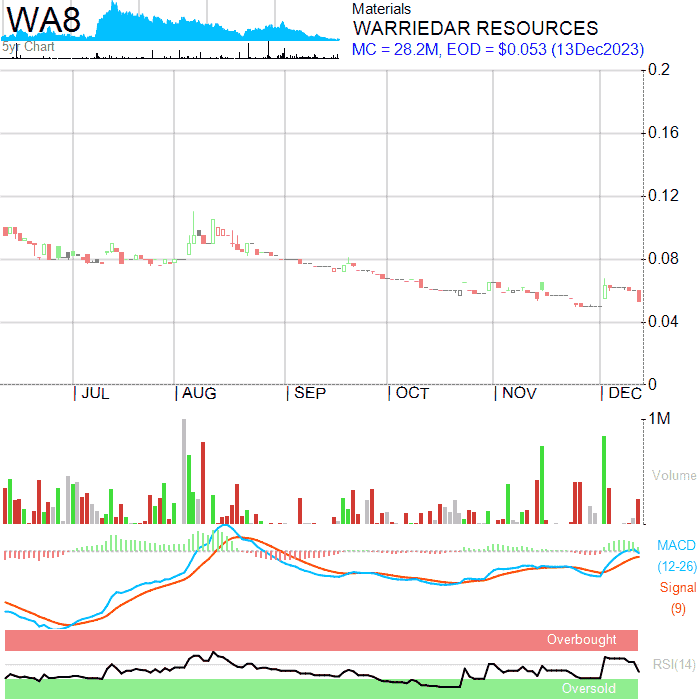 WA8
5yr Chart
Materials
WARRIEDAR RESOURCES
MC = 28.2M, EOD = $0.053 (13Dec2023)
0.2
0.16
0.12
0.08
0.04
0
JUL AUG SEP OCT NOV DEC
1M
Volume
MACD
(12-26)
Signal
(9)
Overbought
RSI(14)
Oversold